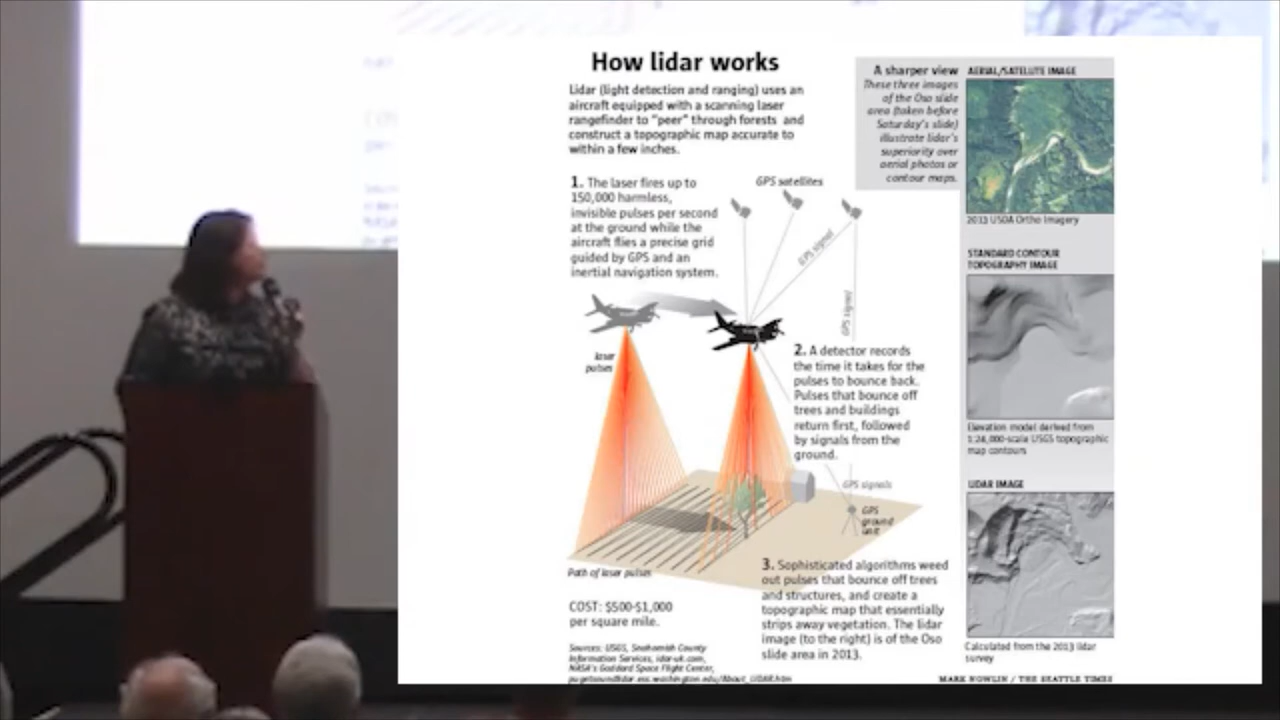 How lidar works
Lidar (light detection and ranging) uses an
aircraft equipped with a scanning laser
rangefinder to “peer” through forests and
construct a topographic map accurate to
within a few inches.
1. The laser fires up to
150,000 harmless,
invisible pulses per second
at the ground while the
aircraft flies a precise grid
guided by GPS and an
inertial navigation system.
GPS satellites
GPS signal
GPS signal
laser
pulses
2. A detector records
the time it takes for the
pulses to bounce back.
Pulses that bounce off
trees and buildings
return first, followed
by signals from the
ground.
GPS signals
GPS
ground
unit
Path of laser pulses
3. Sophisticated algorithms weed
out pulses that bounce off trees
and structures, and create a
topographic map that essentially
strips away vegetation. The lidar
image (to the right) is of the Oso
slide area in 2013.
COST: $500-$1,000
per square mile.
Sources: USGS, Snohomish County
Information Services, lidar-uk.com,
NASA's Goddard Space Flight Center,
pugetsoundlidar.ess.washington.edu/About_LIDAR.htm
A sharper view
These three images
of the Oso slide
area (taken before
Saturday's slide)
illustrate lidar's
superiority over
aerial photos or
contour maps.
AERIAL/SATELLITE IMAGE
2013 USDA Ortho Imagery
STANDARD CONTOUR
TOPOGRAPHY IMAGE
Elevation model derived from
1:24,000-scale USGS topographic
map contours
LIDAR IMAGE
Calculated from the 2013 lidar
survey
MARK NOWLIN / THE SEATTLE TIMES